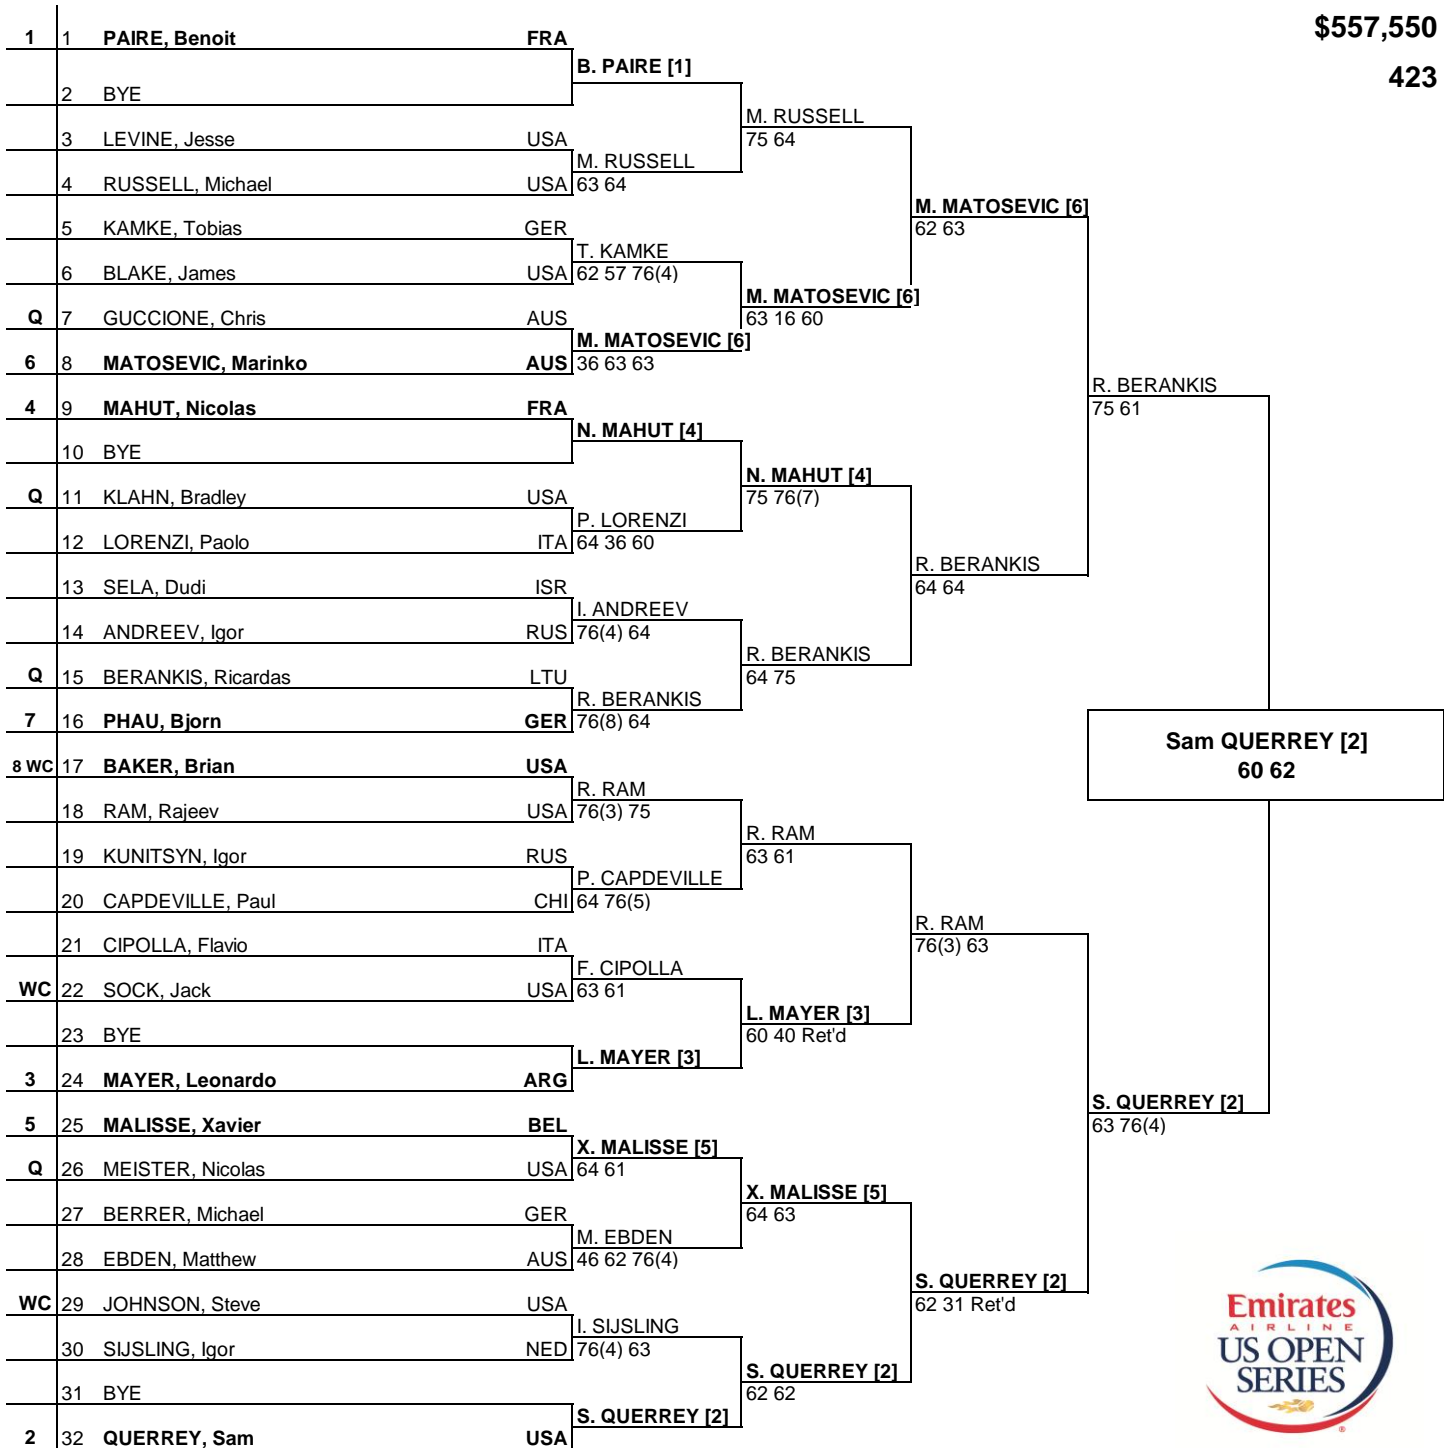 $557,550
423
1 1 PAIRE, Benoit FRA
B. PAIRE [1]
2 BYE
M. RUSSELL
3 LEVINE, Jesse USA
75 64
M. RUSSELL
4 RUSSELL, Michael USA
63 64
M. MATOSEVIC [6]
5 KAMKE, Tobias GER
62 63
T. KAMKE
6 BLAKE, James USA
62 57 76(4)
M. MATOSEVIC [6]
Q 7 GUCCIONE, Chris AUS
63 16 60
M. MATOSEVIC [6]
6 8 MATOSEVIC, Marinko AUS
36 63 63
R. BERANKIS
4 9 MAHUT, Nicolas FRA
75 61
N. MAHUT [4]
10 BYE
N. MAHUT [4]
Q 11 KLAHN, Bradley USA
75 76(7)
P. LORENZI
12 LORENZI, Paolo ITA
64 36 60
R. BERANKIS
13 SELA, Dudi ISR
64 64
I. ANDREEV
14 ANDREEV, Igor RUS
76(4) 64
R. BERANKIS
Q 15 BERANKIS, Ricardas LTU
64 75
R. BERANKIS
7 16 PHAU, Bjorn GER
76(8) 64
Sam QUERREY [2]
60 62
8 WC 17 BAKER, Brian USA
R. RAM
18 RAM, Rajeev USA
76(3) 75
R. RAM
19 KUNITSYN, Igor RUS
63 61
P. CAPDEVILLE
20 CAPDEVILLE, Paul CHI
64 76(5)
R. RAM
21 CIPOLLA, Flavio ITA
76(3) 63
F. CIPOLLA
WC 22 SOCK, Jack USA
63 61
L. MAYER [3]
23 BYE
60 40 Ret'd
L. MAYER [3]
3 24 MAYER, Leonardo ARG
S. QUERREY [2]
5 25 MALISSE, Xavier BEL
63 76(4)
X. MALISSE [5]
Q 26 MEISTER, Nicolas USA
64 61
X. MALISSE [5]
27 BERRER, Michael GER
64 63
M. EBDEN
28 EBDEN, Matthew AUS
46 62 76(4)
S. QUERREY [2]
WC 29 JOHNSON, Steve USA
62 31 Ret'd
I. SIJSLING
30 SIJSLING, Igor NED
76(4) 63
S. QUERREY [2]
31 BYE
62 62
S. QUERREY [2]
2 32 QUERREY, Sam USA
Emirates
AIRLINE
US OPEN
SERIES
®